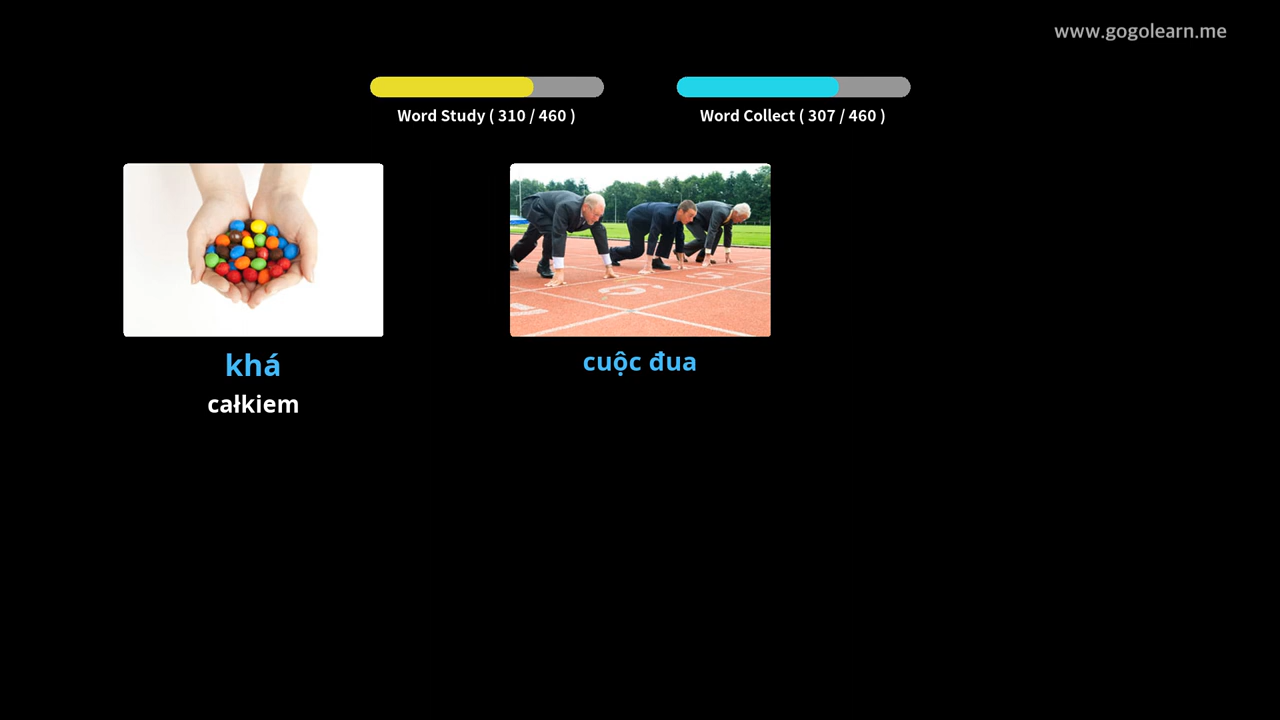 www.gogolearn.me
Word Study ( 310 / 460 )
Word Collect ( 307 / 460 )
khá
całkiem
cuộc đua